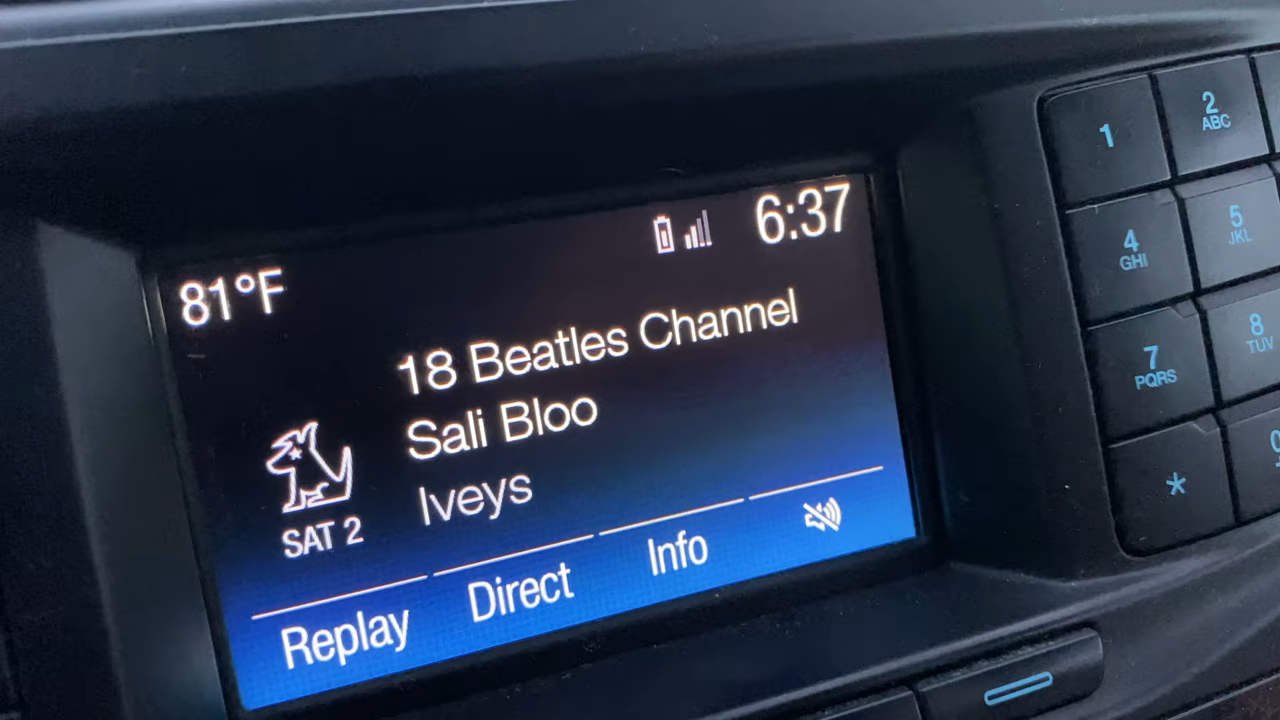 81°F
6:37
18 Beatles Channel
Sali Bloo
Iveys
SAT 2
Replay
Direct
Info
1
2
ABC
4
GHI
5
JKL
7
PQRS
8
TUV
*
0